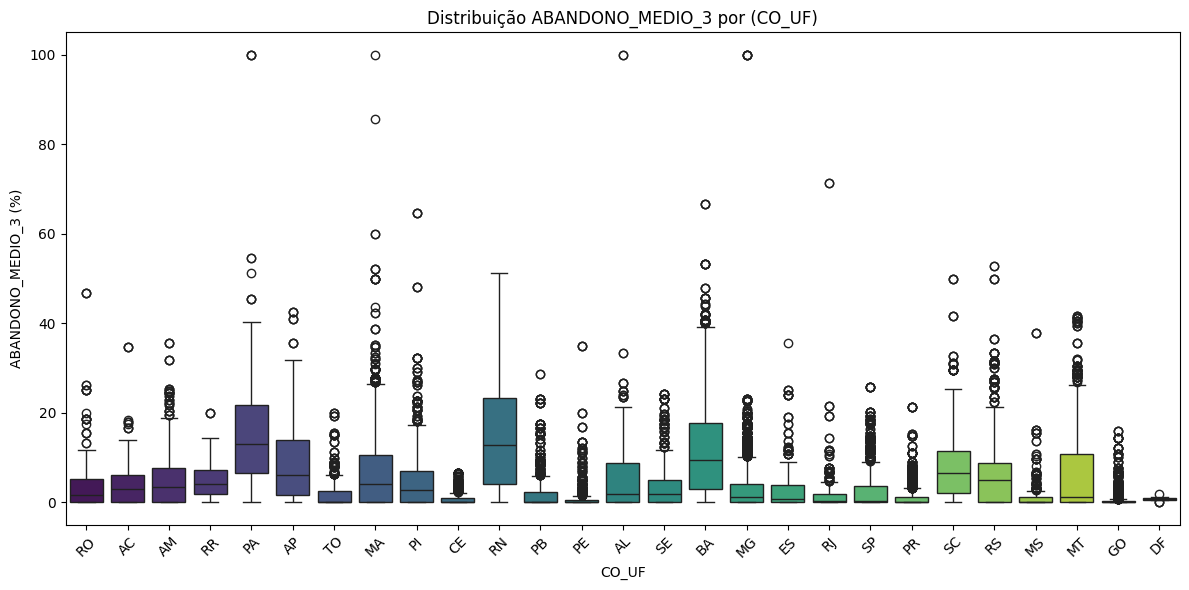 Distribuição ABANDONO_MEDIO_3 por (CO_UF)
ABANDONO_MEDIO_3 (%)
100
80
60
40
20
0
RO AC AM RR PA AP TO MA PI CE RN PB PE AL SE BA MG ES RJ SP PR SC RS MS MT GO DF
CO_UF